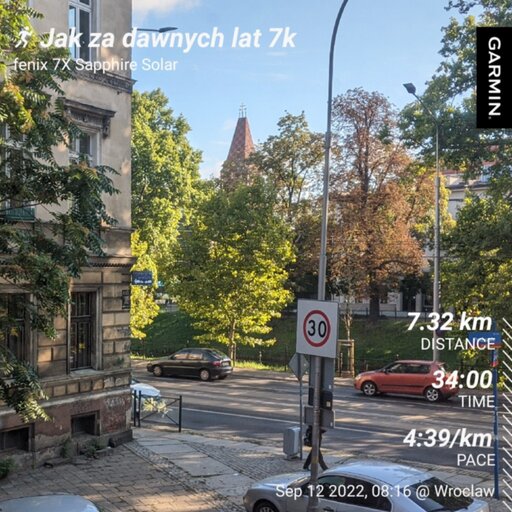 Jak za dawnych lat 7k
fenix 7X Sapphire Solar
GARMIN
30
7.32 km
DISTANCE
34:00
TIME
4:39/km
PACE
Sep 12 2022, 08:16 @ Wroclaw